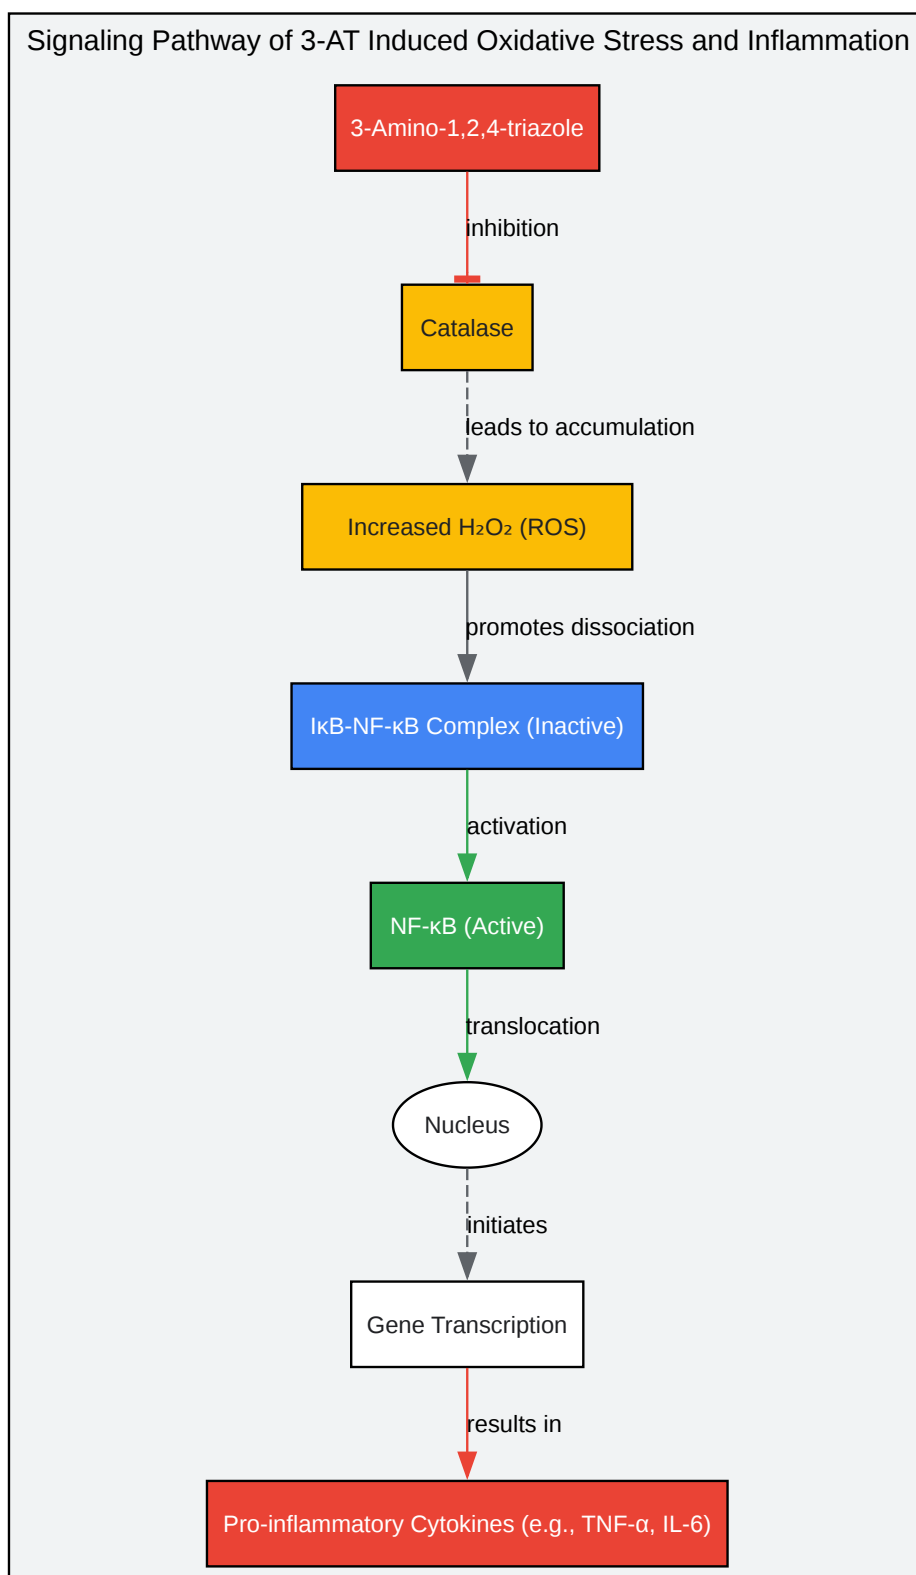 Signaling Pathway of 3-AT Induced Oxidative Stress and Inflammation
3-Amino-1,2,4-triazole
inhibition
Catalase
leads to accumulation
Increased H₂O₂ (ROS)
promotes dissociation
IκB-NF-κB Complex (Inactive)
activation
NF-κB (Active)
translocation
Nucleus
initiates
Gene Transcription
results in
Pro-inflammatory Cytokines (e.g., TNF-α, IL-6)